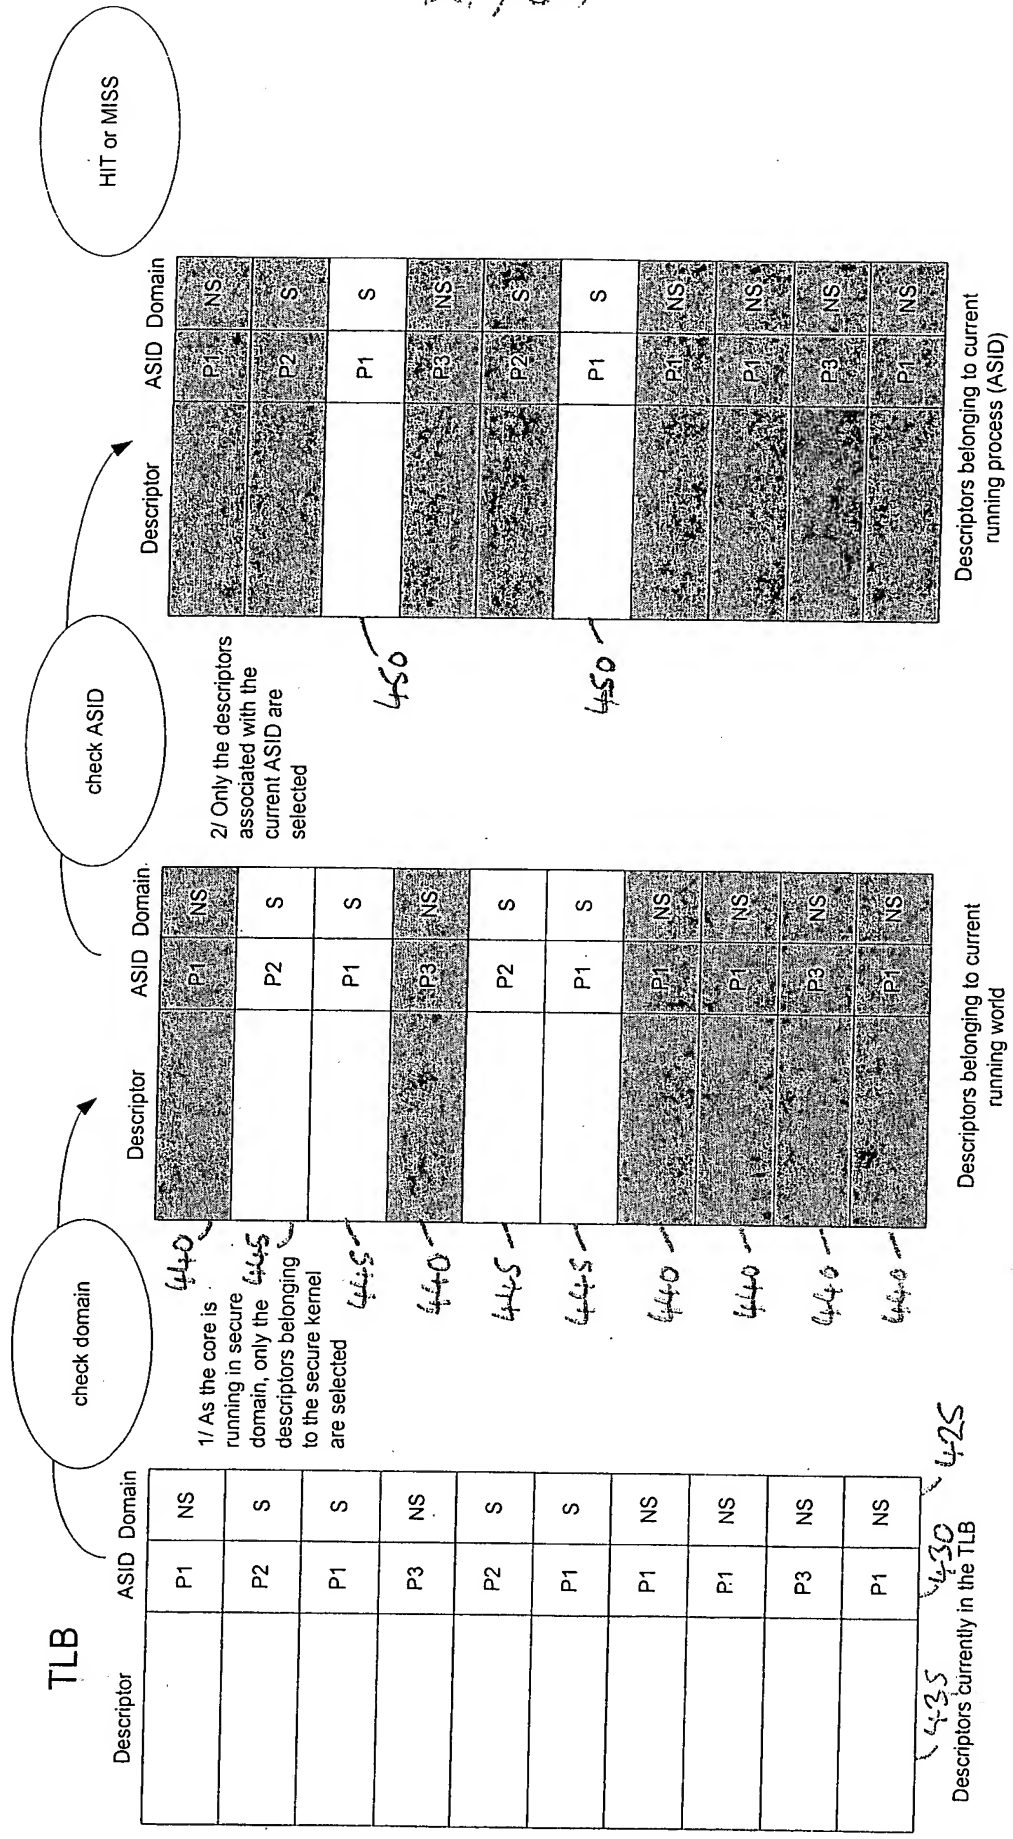 TLB
Descriptor ASID Domain
P1 NS
P2 S
P1 S
P3 NS
P2 S
P1 S
P1 NS
P1 NS
P3 NS
P1 NS
435 430 425
Descriptors currently in the TLB
check domain
1/ As the core is
running in secure
domain, only the
descriptors belonging
to the secure kernel
are selected
Descriptor ASID Domain
440 P1 NS
445 P2 S
445 P1 S
440 P3 NS
445 P2 S
445 P1 S
440 P1 NS
440 P1 NS
440 P3 NS
440 P1 NS
Descriptors belonging to current
running world
check ASID
2/ Only the descriptors
associated with the
current ASID are
selected
Descriptor ASID Domain
P1 NS
P2 S
450 P1 S
P3 NS
P2 S
450 P1 S
P1 NS
P1 NS
P3 NS
P1 NS
Descriptors belonging to current
running process (ASID)
HIT or MISS